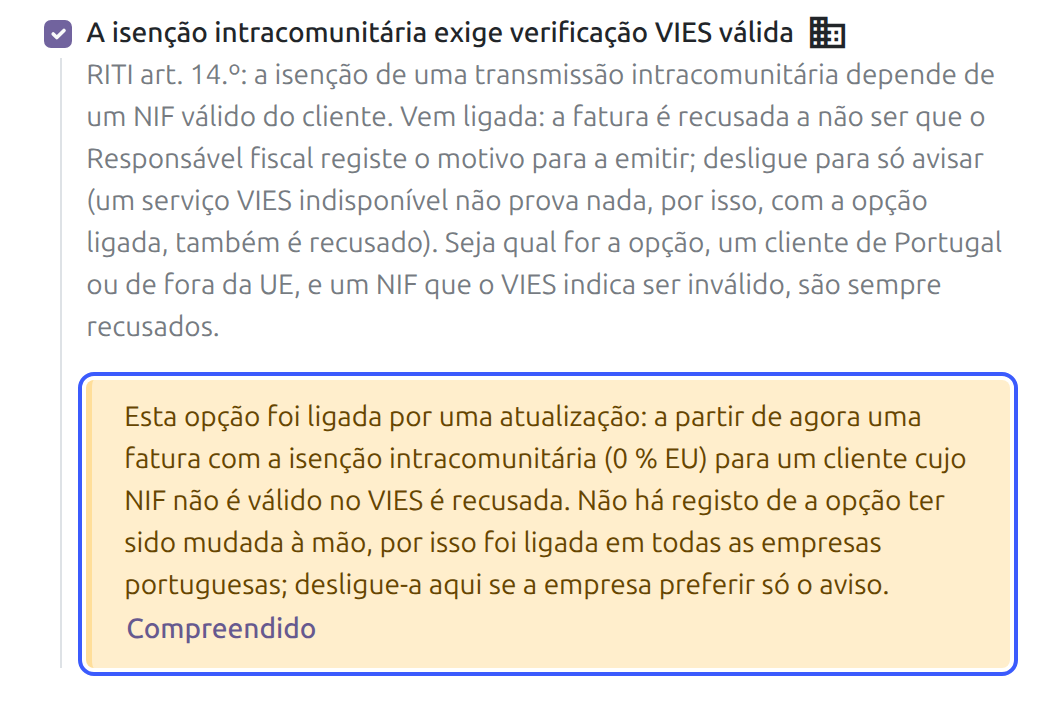 A isenção intracomunitária exige verificação VIES válida
RITI art. 14.º: a isenção de uma transmissão intracomunitária depende de
um NIF válido do cliente. Vem ligada: a fatura é recusada a não ser que o
Responsável fiscal registe o motivo para a emitir; desligue para só avisar
(um serviço VIES indisponível não prova nada, por isso, com a opção
ligada, também é recusado). Seja qual for a opção, um cliente de Portugal
ou de fora da UE, e um NIF que o VIES indica ser inválido, são sempre
recusados.
Esta opção foi ligada por uma atualização: a partir de agora uma
fatura com a isenção intracomunitária (0 % EU) para um cliente cujo
NIF não é válido no VIES é recusada. Não há registo de a opção ter
sido mudada à mão, por isso foi ligada em todas as empresas
portuguesas; desligue-a aqui se a empresa preferir só o aviso.
Compreendido